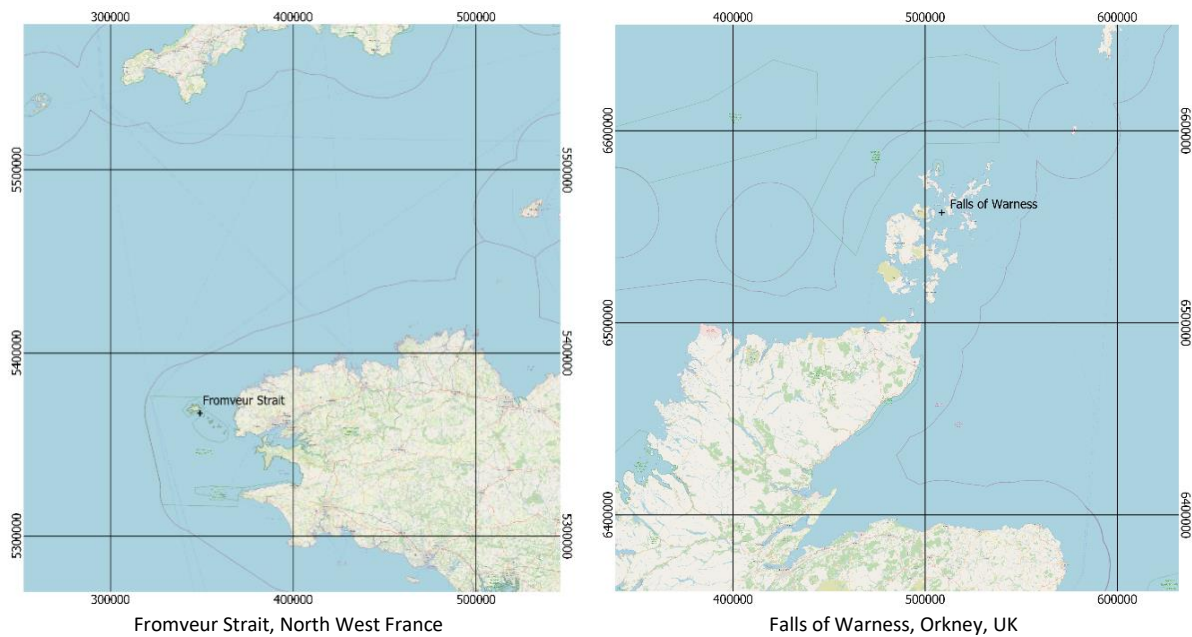 300000 400000 500000
400000 500000 600000
5500000 5500000
6600000 6600000
Falls of Warness
5400000 5400000
6500000 6500000
Fromveur Strait
5300000 5300000
6400000 6400000
300000 400000 500000
400000 500000 600000
Fromveur Strait, North West France
Falls of Warness, Orkney, UK